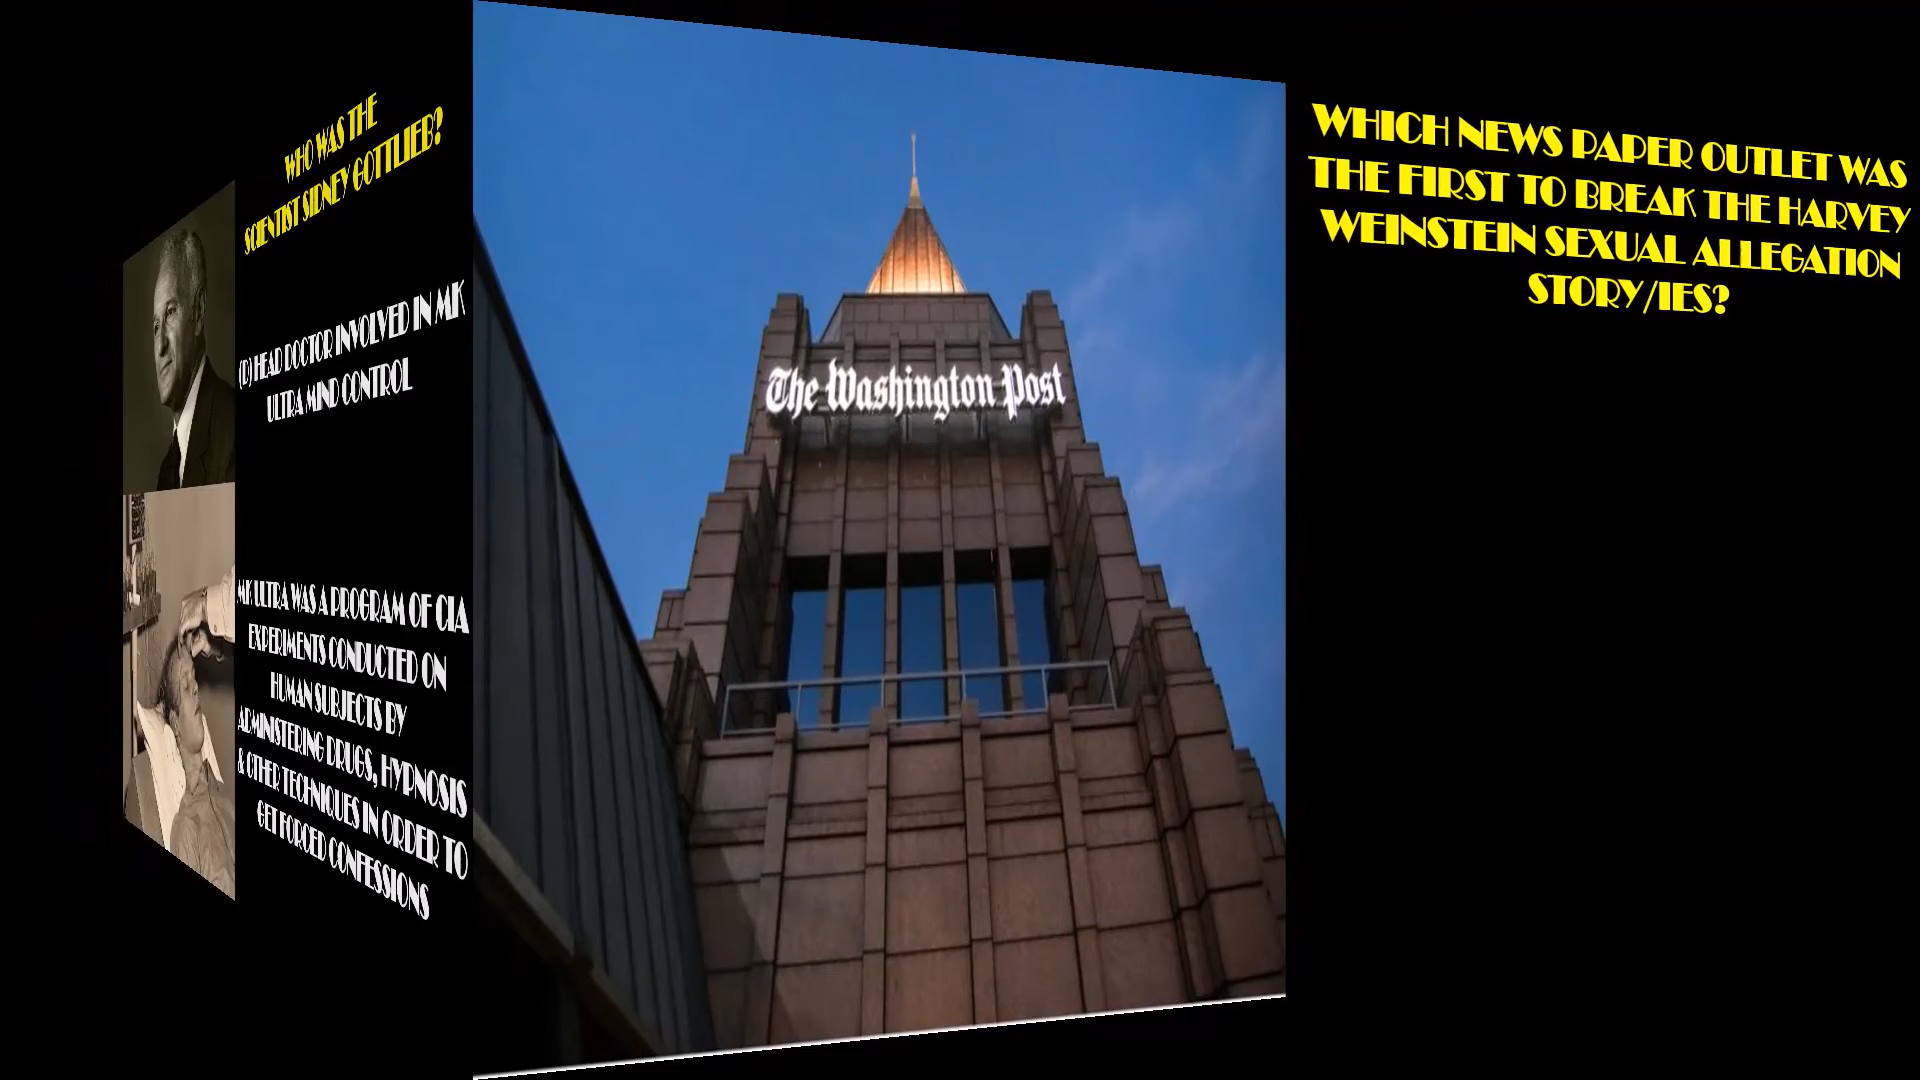 WHO WAS THE
SCIENTIST SIDNEY GOTTLIEB?
(D) HEAD DOCTOR INVOLVED IN MK
ULTRA MIND CONTROL
MK ULTRA WAS A PROGRAM OF CIA
EXPERIMENTS CONDUCTED ON
HUMAN SUBJECTS BY
ADMINISTERING DRUGS, HYPNOSIS
& OTHER TECHNIQUES IN ORDER TO
GET FORCED CONFESSIONS
The Washington Post
WHICH NEWS PAPER OUTLET WAS
THE FIRST TO BREAK THE HARVEY
WEINSTEIN SEXUAL ALLEGATION
STORY/IES?